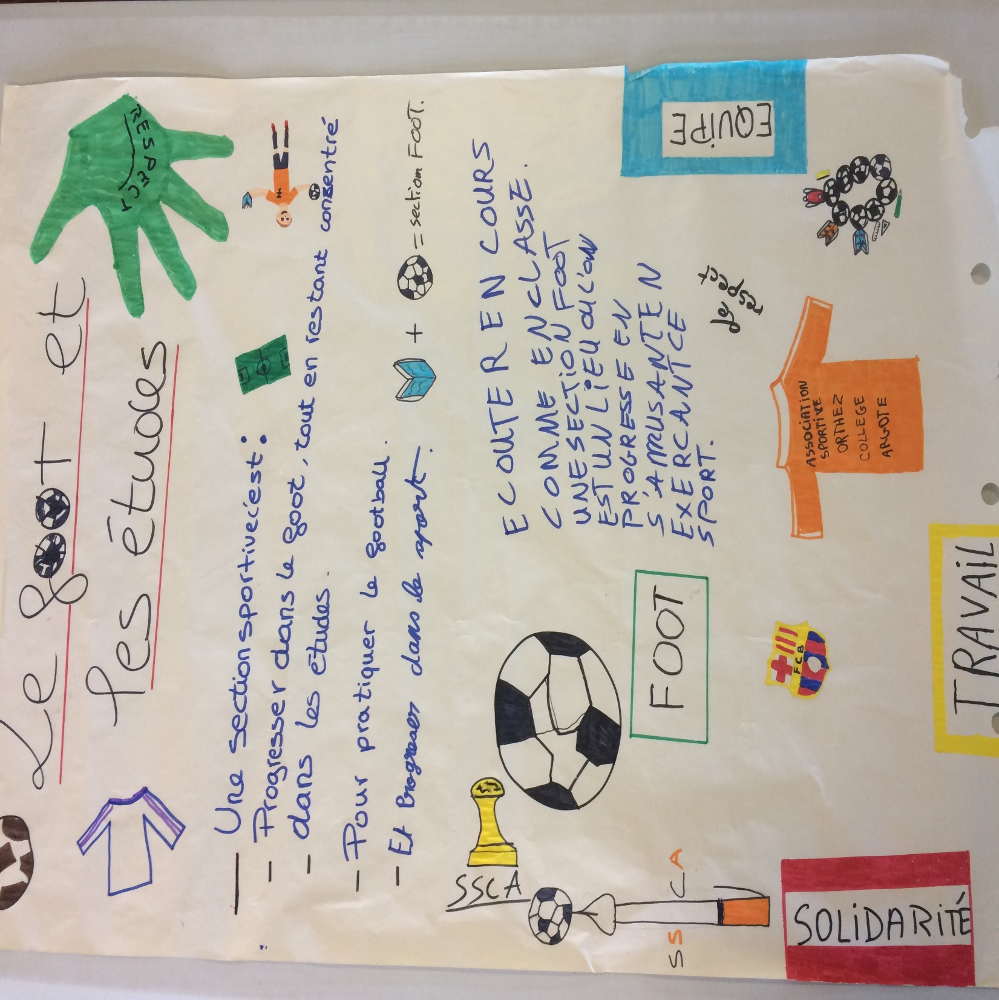 Le foot et
les études
RESPECT
Une section sportive c'est :
- Progresser dans le foot, tout en restant consentré
- dans les études.
- Pour pratiquer le football.
- Et Progresser dans le sport.
+ = section FOOT.
ECOUTER EN COURS
COMME EN CLASSE.
UNE SECTION FOOT
EST UN LIEU OU L'ON
PROGRESSE EN
S'AMUSANT EN
EXERCANT CE
SPORT.
SSCA
FOOT
EQUIPE
le respect
SSCA
FCB
ASSOCIATION
SPORTIVE
ORTHEZ
COLLEGE
ARGOTE
SOLIDARITÉ
TRAVAIL